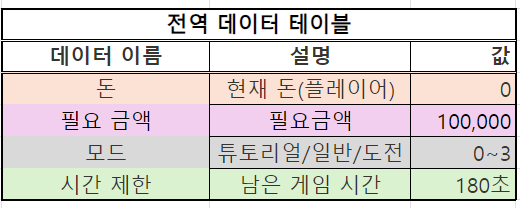 전역 데이터 테이블
데이터 이름 설명 값
돈 현재 돈(플레이어) 0
필요 금액 필요금액 100,000
모드 튜토리얼/일반/도전 0~3
시간 제한 남은 게임 시간 180초